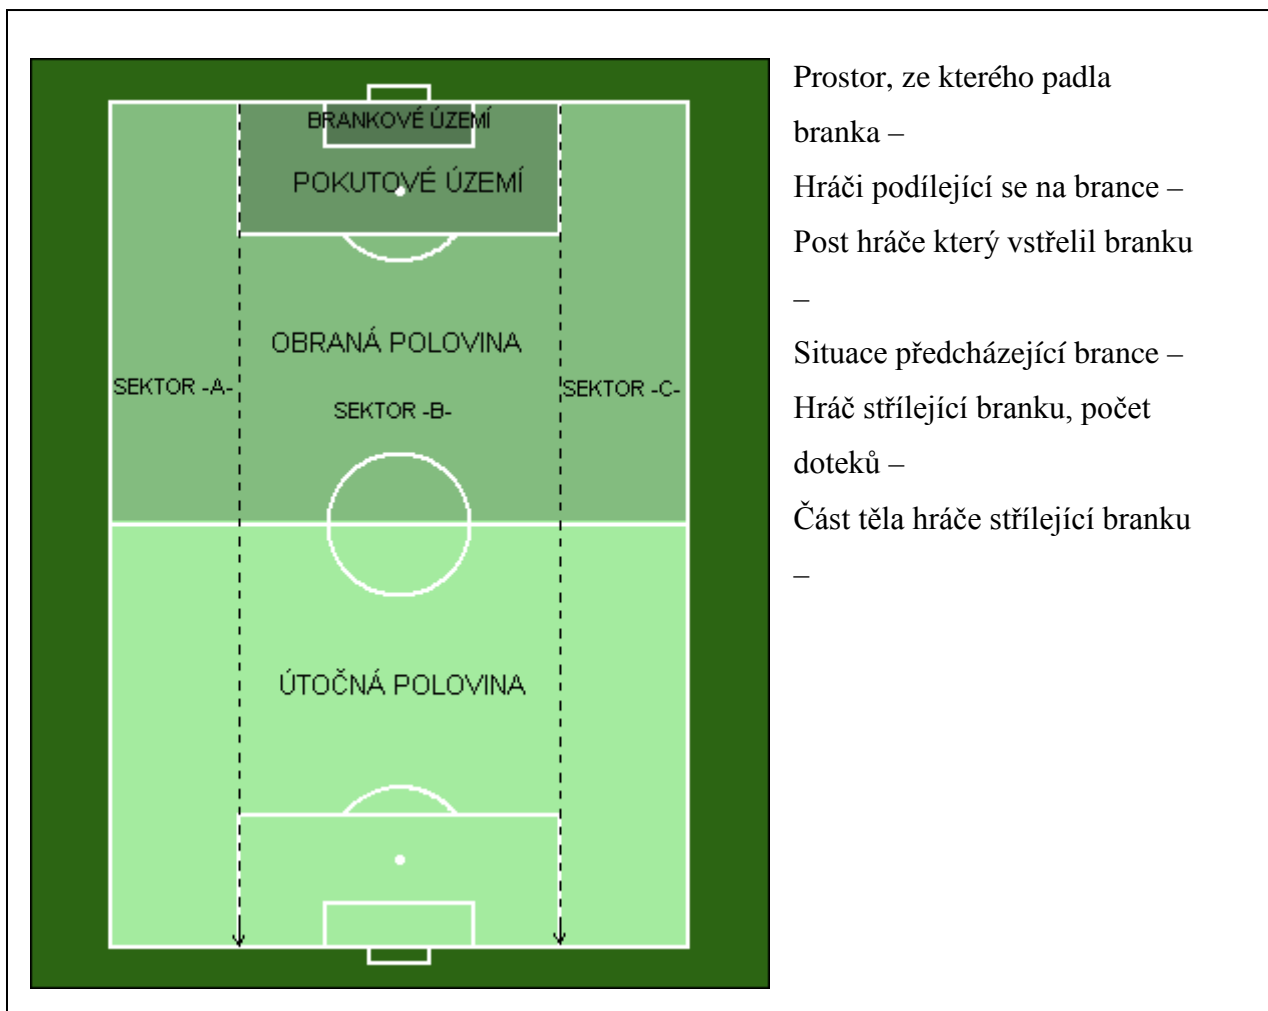 BRANKOVÉ ÚZEMÍ
POKUTOVÉ ÚZEMÍ
OBRANÁ POLOVINA
SEKTOR -A-
SEKTOR -B-
SEKTOR -C-
ÚTOČNÁ POLOVINA
Prostor, ze kterého padla
branka –
Hráči podílející se na brance –
Post hráče který vstřelil branku
–
Situace předcházející brance –
Hráč střílející branku, počet
doteků –
Část těla hráče střílející branku
–